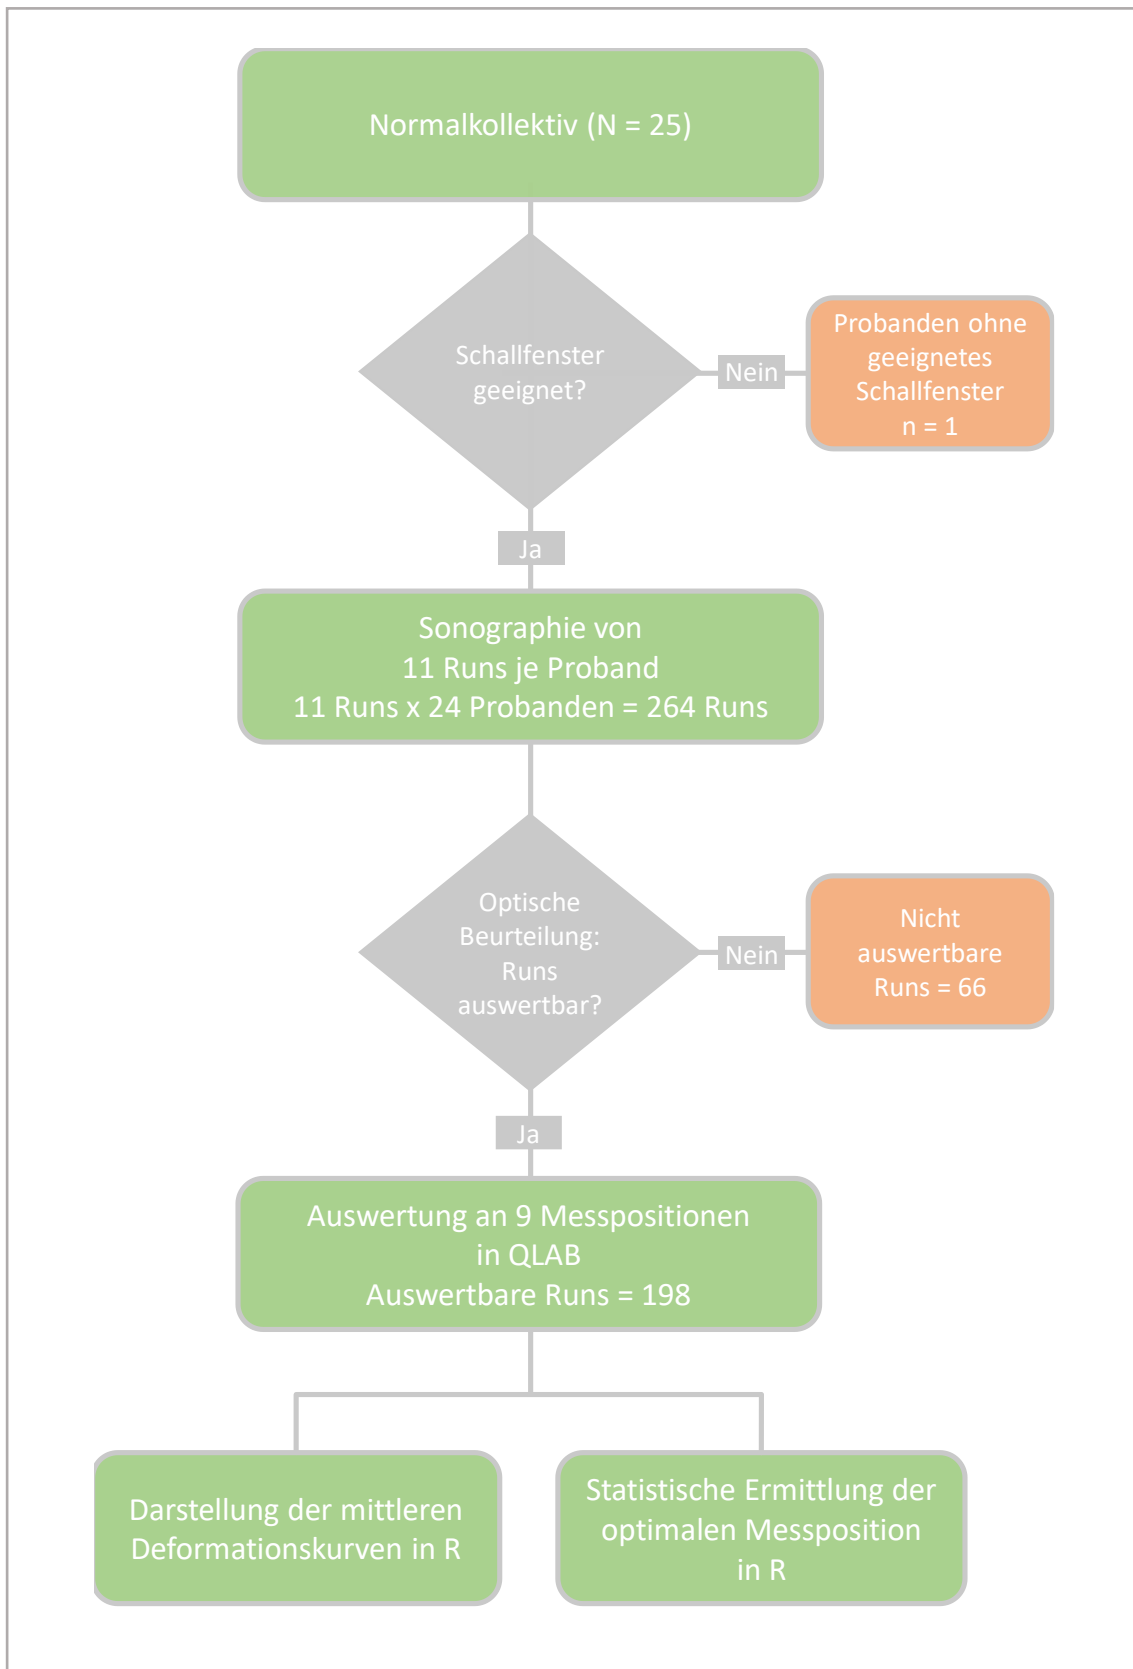 Normalkollektiv (N = 25)
Schallfenster
geeignet?
Nein
Probanden ohne
geeignetes
Schallfenster
n = 1
Ja
Sonographie von
11 Runs je Proband
11 Runs x 24 Probanden = 264 Runs
Optische
Beurteilung:
Runs
auswertbar?
Nein
Nicht
auswertbare
Runs = 66
Ja
Auswertung an 9 Messpositionen
in QLAB
Auswertbare Runs = 198
Darstellung der mittleren
Deformationskurven in R
Statistische Ermittlung der
optimalen Messposition
in R